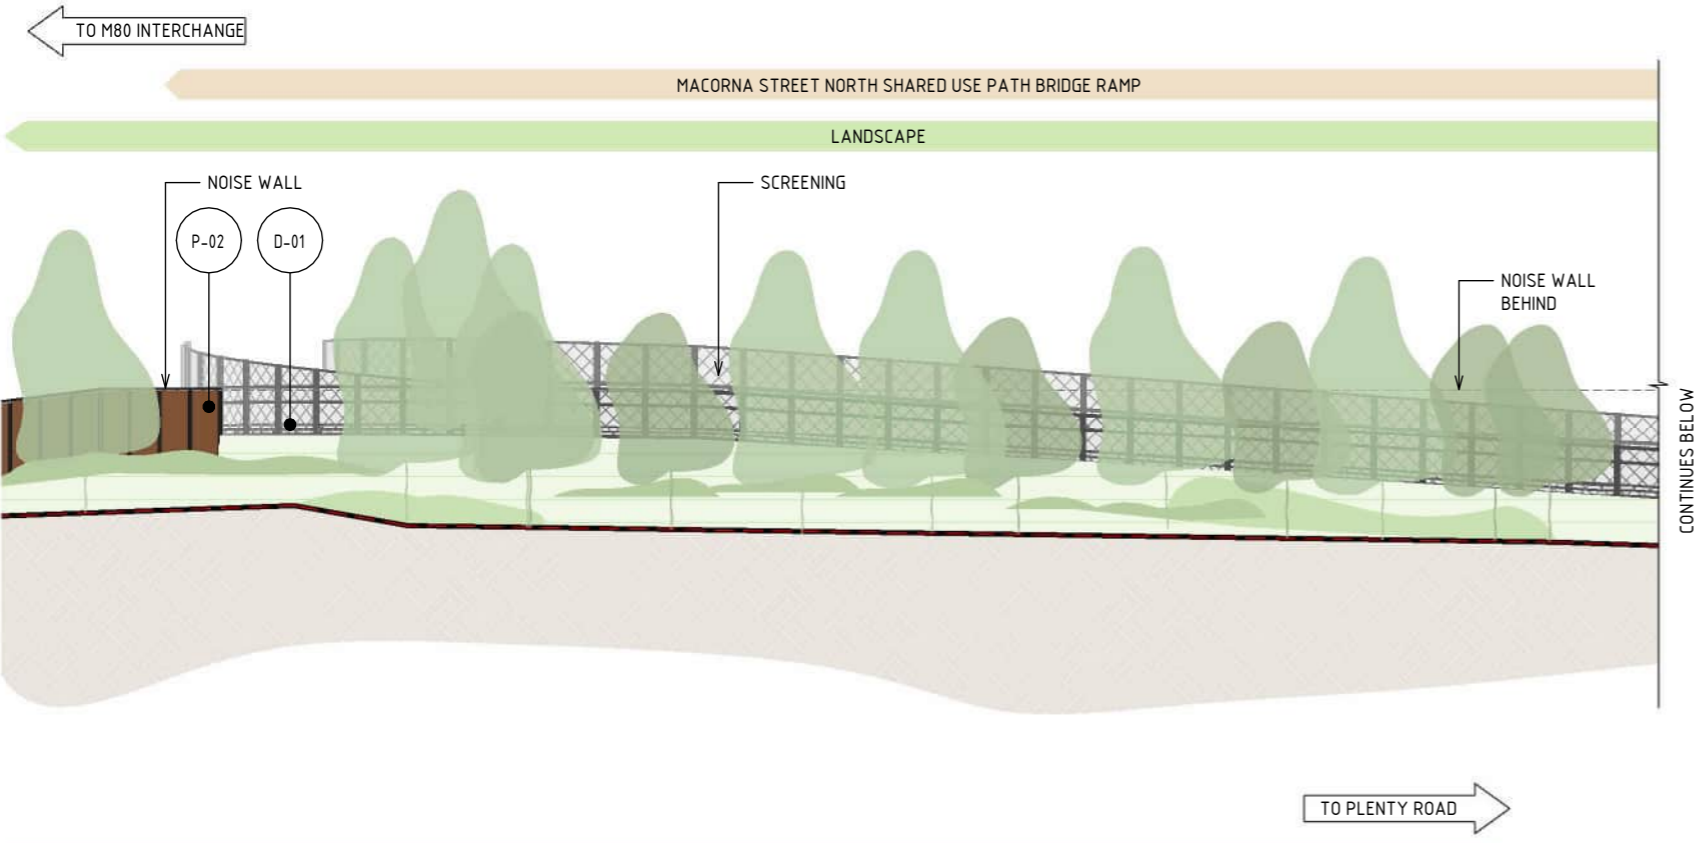 TO M80 INTERCHANGE
MACORNA STREET NORTH SHARED USE PATH BRIDGE RAMP
LANDSCAPE
NOISE WALL
SCREENING
P-02
D-01
NOISE WALL
BEHIND
CONTINUES BELOW
TO PLENTY ROAD